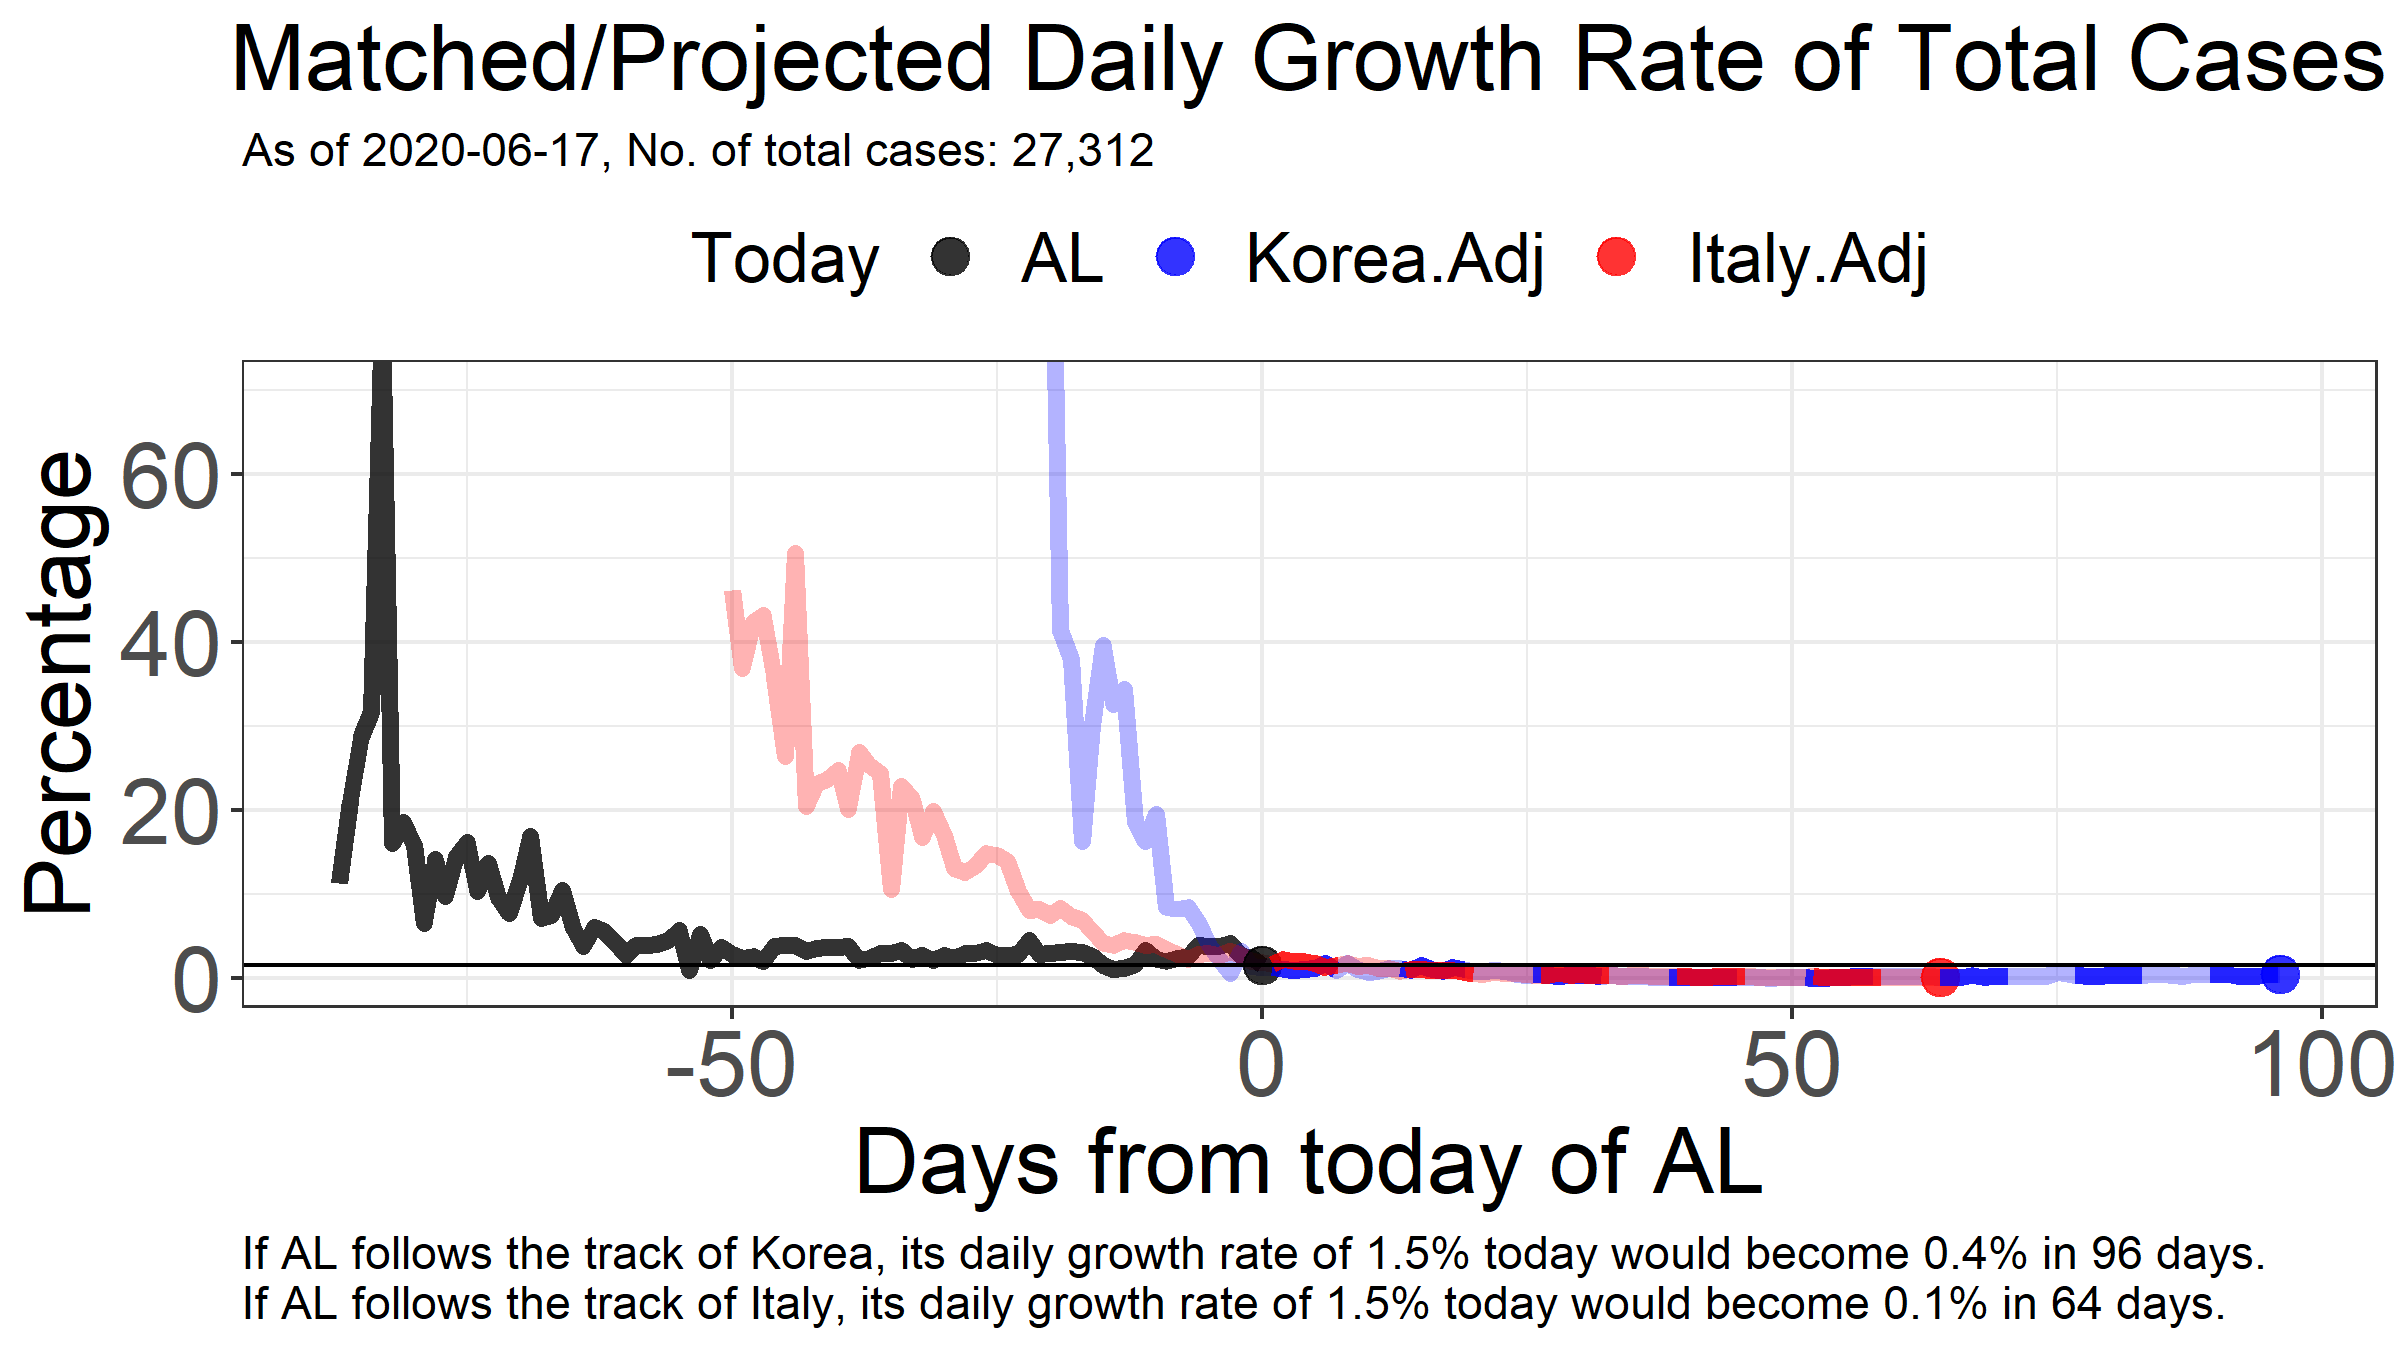 Matched/Projected Daily Growth Rate of Total Cases
As of 2020-06-17, No. of total cases: 27,312
Today AL Korea.Adj Italy.Adj
Percentage
60
40
20
0
-50 0 50 100
Days from today of AL
If AL follows the track of Korea, its daily growth rate of 1.5% today would become 0.4% in 96 days.
If AL follows the track of Italy, its daily growth rate of 1.5% today would become 0.1% in 64 days.